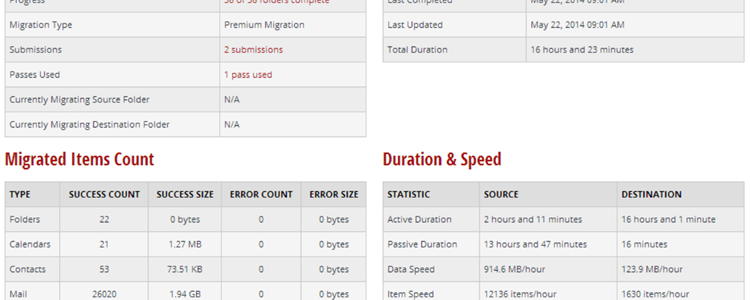 Progress 56 of 56 folders complete
Migration Type Premium Migration
Submissions 2 submissions
Passes Used 1 pass used
Currently Migrating Source Folder N/A
Currently Migrating Destination Folder N/A
Last Completed May 22, 2014 09:01 AM
Last Updated May 22, 2014 09:01 AM
Total Duration 16 hours and 23 minutes
Migrated Items Count
TYPE SUCCESS COUNT SUCCESS SIZE ERROR COUNT ERROR SIZE
Folders 22 0 bytes 0 0 bytes
Calendars 21 1.27 MB 0 0 bytes
Contacts 53 73.51 KB 0 0 bytes
Mail 26020 1.94 GB 0 0 bytes
Duration & Speed
STATISTIC SOURCE DESTINATION
Active Duration 2 hours and 11 minutes 16 hours and 1 minute
Passive Duration 13 hours and 47 minutes 16 minutes
Data Speed 914.6 MB/hour 123.9 MB/hour
Item Speed 12136 items/hour 1630 items/hour